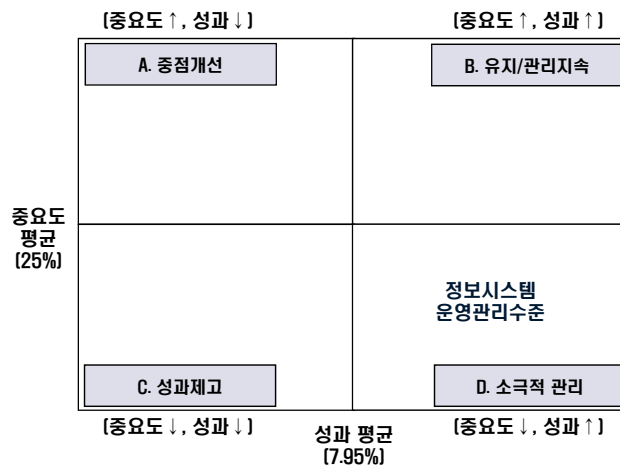 (중요도↑, 성과↓)
(중요도↑, 성과↑)
A. 중점개선
B. 유지/관리지속
중요도
평균
(25%)
정보시스템
운영관리수준
C. 성과제고
D. 소극적 관리
(중요도↓, 성과↓)
성과 평균
(7.95%)
(중요도↓, 성과↑)